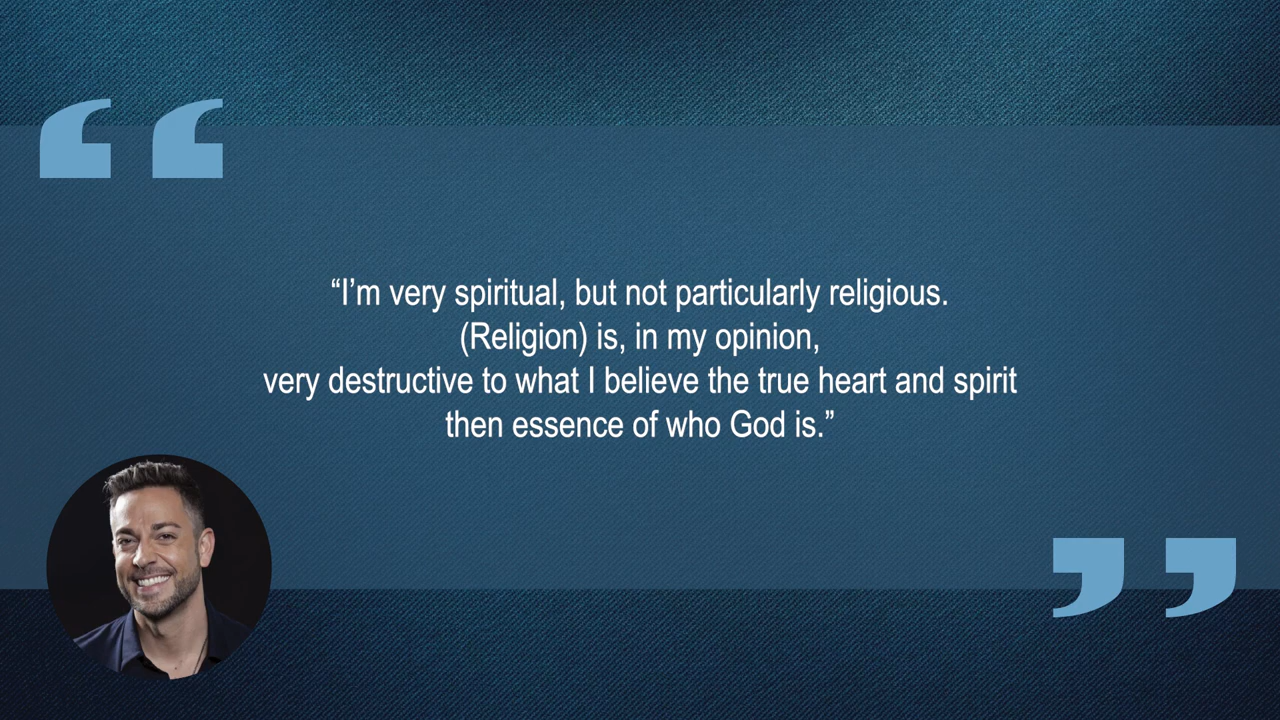 “I’m very spiritual, but not particularly religious.
(Religion) is, in my opinion,
very destructive to what I believe the true heart and spirit
then essence of who God is.”